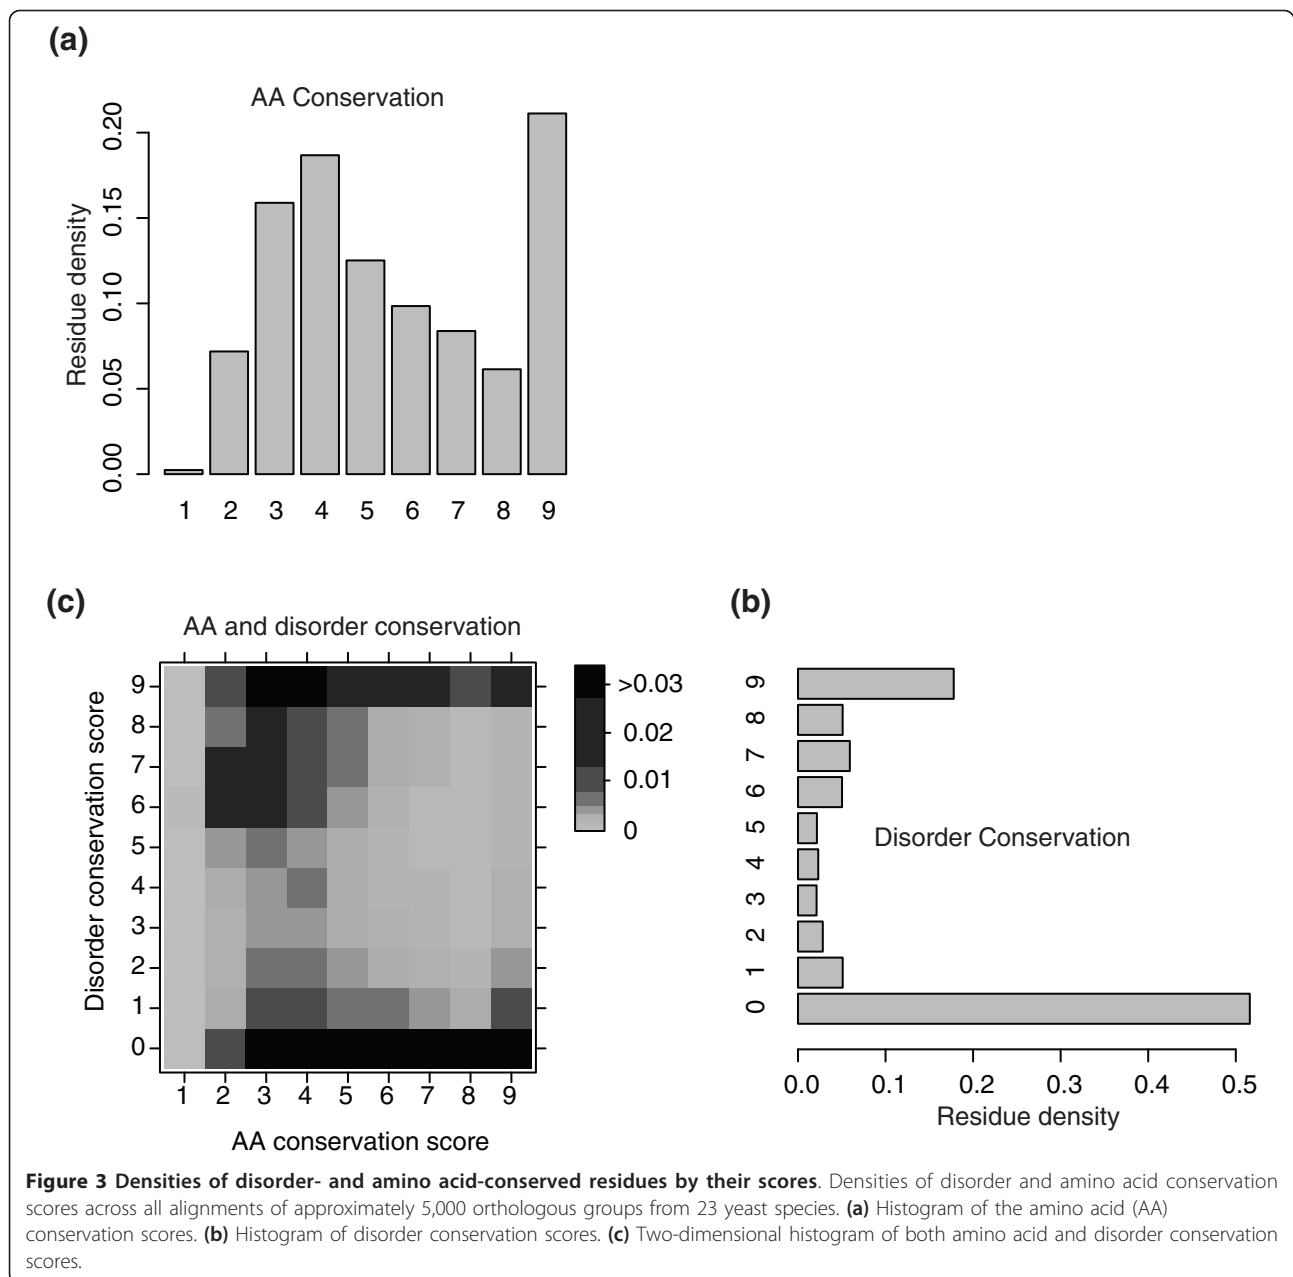 (a)
AA Conservation
Residue density
0.20
0.15
0.10
0.05
0.00
1 2 3 4 5 6 7 8 9
(c)
AA and disorder conservation
Disorder conservation score
9
8
7
6
5
4
3
2
1
0
1 2 3 4 5 6 7 8 9
AA conservation score
>0.03
0.02
0.01
0
(b)
9
8
7
6
5
4
3
2
1
0
Disorder Conservation
0.0 0.1 0.2 0.3 0.4 0.5
Residue density
Figure 3 Densities of disorder- and amino acid-conserved residues by their scores. Densities of disorder and amino acid conservation
scores across all alignments of approximately 5,000 orthologous groups from 23 yeast species. (a) Histogram of the amino acid (AA)
conservation scores. (b) Histogram of disorder conservation scores. (c) Two-dimensional histogram of both amino acid and disorder conservation
scores.